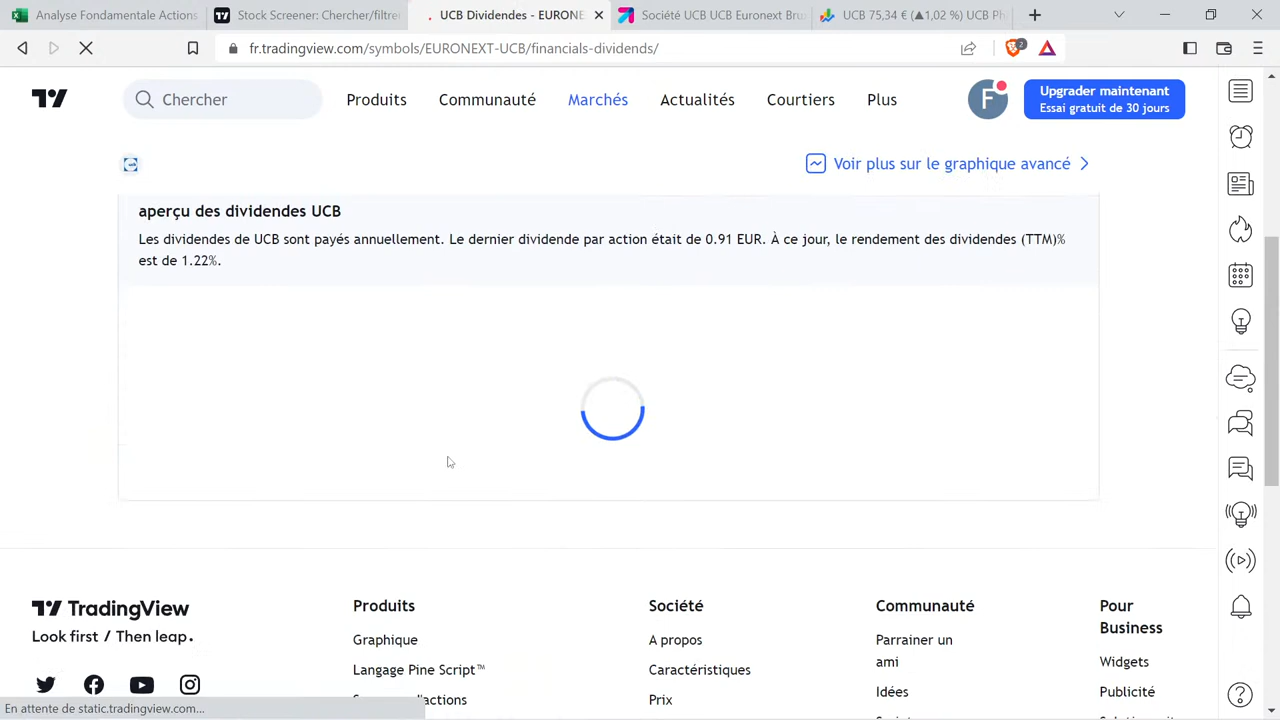 Analyse Fondamentale Actions
Stock Screener: Chercher/filtrer
UCB Dividendes - EURONE
Société UCB UCB Euronext Bru
UCB 75,34 € (▲1,02 %) UCB Ph
fr.tradingview.com/symbols/EURONEXT-UCB/financials-dividends/
2
Chercher
Produits
Communauté
Marchés
Actualités
Courtiers
Plus
F
Upgrader maintenant
Essai gratuit de 30 jours
Voir plus sur le graphique avancé
aperçu des dividendes UCB
Les dividendes de UCB sont payés annuellement. Le dernier dividende par action était de 0.91 EUR. À ce jour, le rendement des dividendes (TTM)%
est de 1.22%.
TradingView
Look first / Then leap.
Produits
Graphique
Langage Pine Script™
d'actions
Société
A propos
Caractéristiques
Prix
Communauté
Parrainer un
ami
Idées
Pour
Business
Widgets
Publicité
En attente de static.tradingview.com...